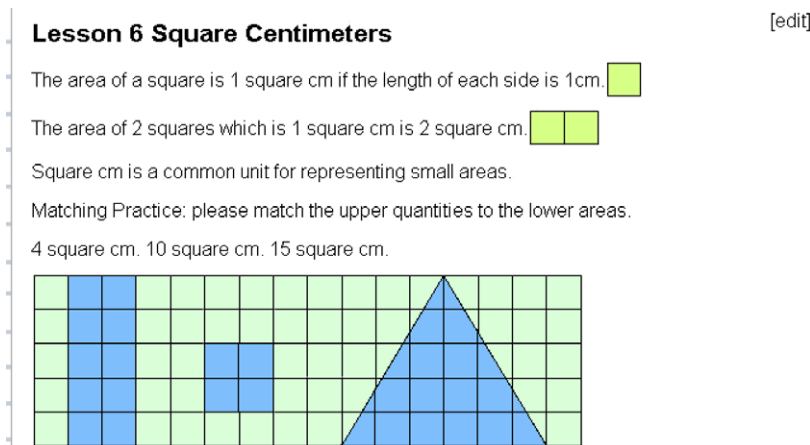 [edit]
Lesson 6 Square Centimeters
The area of a square is 1 square cm if the length of each side is 1cm.
The area of 2 squares which is 1 square cm is 2 square cm.
Square cm is a common unit for representing small areas.
Matching Practice: please match the upper quantities to the lower areas.
4 square cm. 10 square cm. 15 square cm.